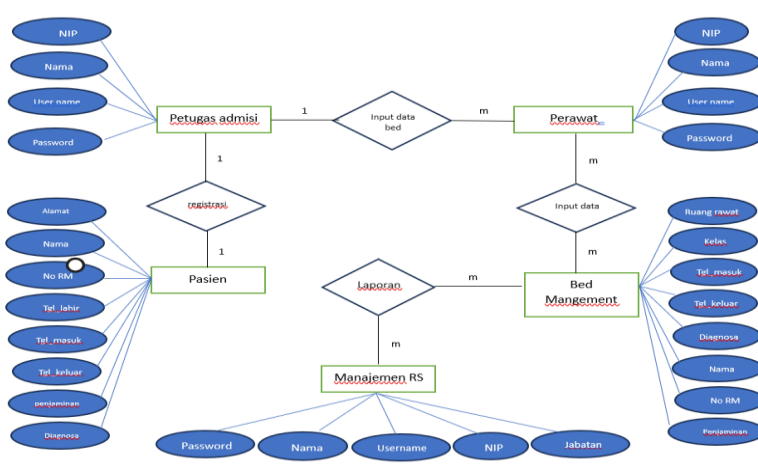 NIP
Nama
User name
Password
Petugas admisi
1
Input data
bed
m
Perawat
NIP
Nama
User name
Password
1
registrasi
1
m
Input data
m
Alamat
Nama
No RM
Tgl_lahir
Tgl_masuk
Tgl_keluar
penjaminan
Diagnosa
Pasien
Laporan
m
Bed
Mangement
Ruang rawat
Kelas
Tgl_masuk
Tgl_keluar
Diagnosa
Nama
No RM
Penjaminan
m
Manajemen RS
Password
Nama
Username
NIP
Jabatan